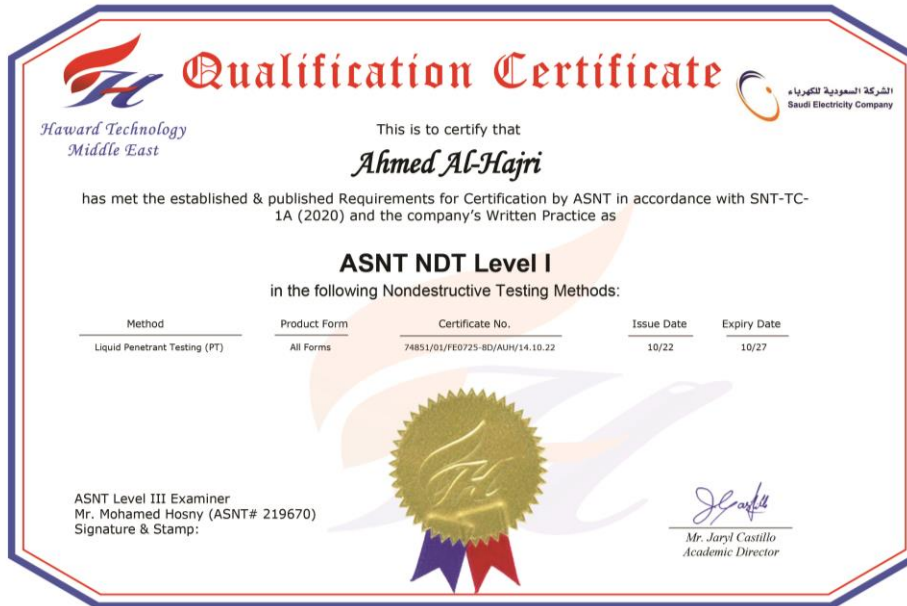 Qualification Certificate
Haward Technology
Middle East
الشركة السعودية للكهرباء
Saudi Electricity Company
This is to certify that
Ahmed Al-Hajri
has met the established & published Requirements for Certification by ASNT in accordance with SNT-TC-
1A (2020) and the company's Written Practice as
ASNT NDT Level I
in the following Nondestructive Testing Methods:
Method Product Form Certificate No. Issue Date Expiry Date
Liquid Penetrant Testing (PT) All Forms 74851/01/FE0725-8D/AUH/14.10.22 10/22 10/27
ASNT Level III Examiner
Mr. Mohamed Hosny (ASNT# 219670)
Signature & Stamp:
Mr. Jaryl Castillo
Academic Director